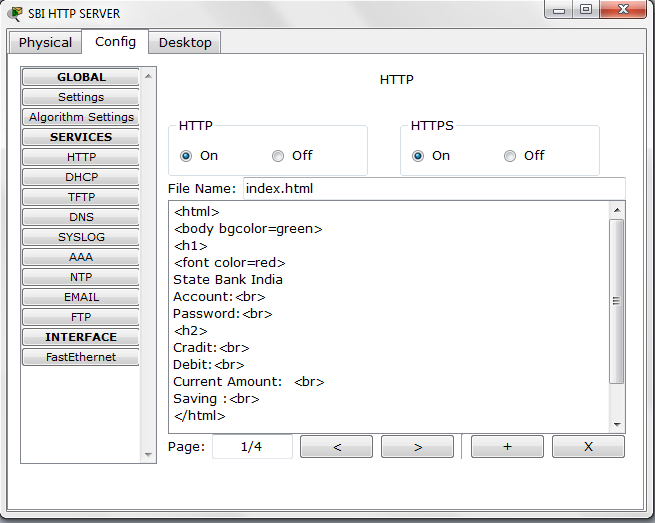 SBI HTTP SERVER
Physical Config Desktop
GLOBAL
Settings
Algorithm Settings
SERVICES
HTTP
DHCP
TFTP
DNS
SYSLOG
AAA
NTP
EMAIL
FTP
INTERFACE
FastEthernet
HTTP
HTTP
On Off
HTTPS
On Off
File Name: index.html
<html>
<body bgcolor=green>
<h1>
<font color=red>
State Bank India
Account:<br>
Password:<br>
<h2>
Cradit:<br>
Debit:<br>
Current Amount:  <br>
Saving :<br>
</html>
Page: 1/4 < > + X